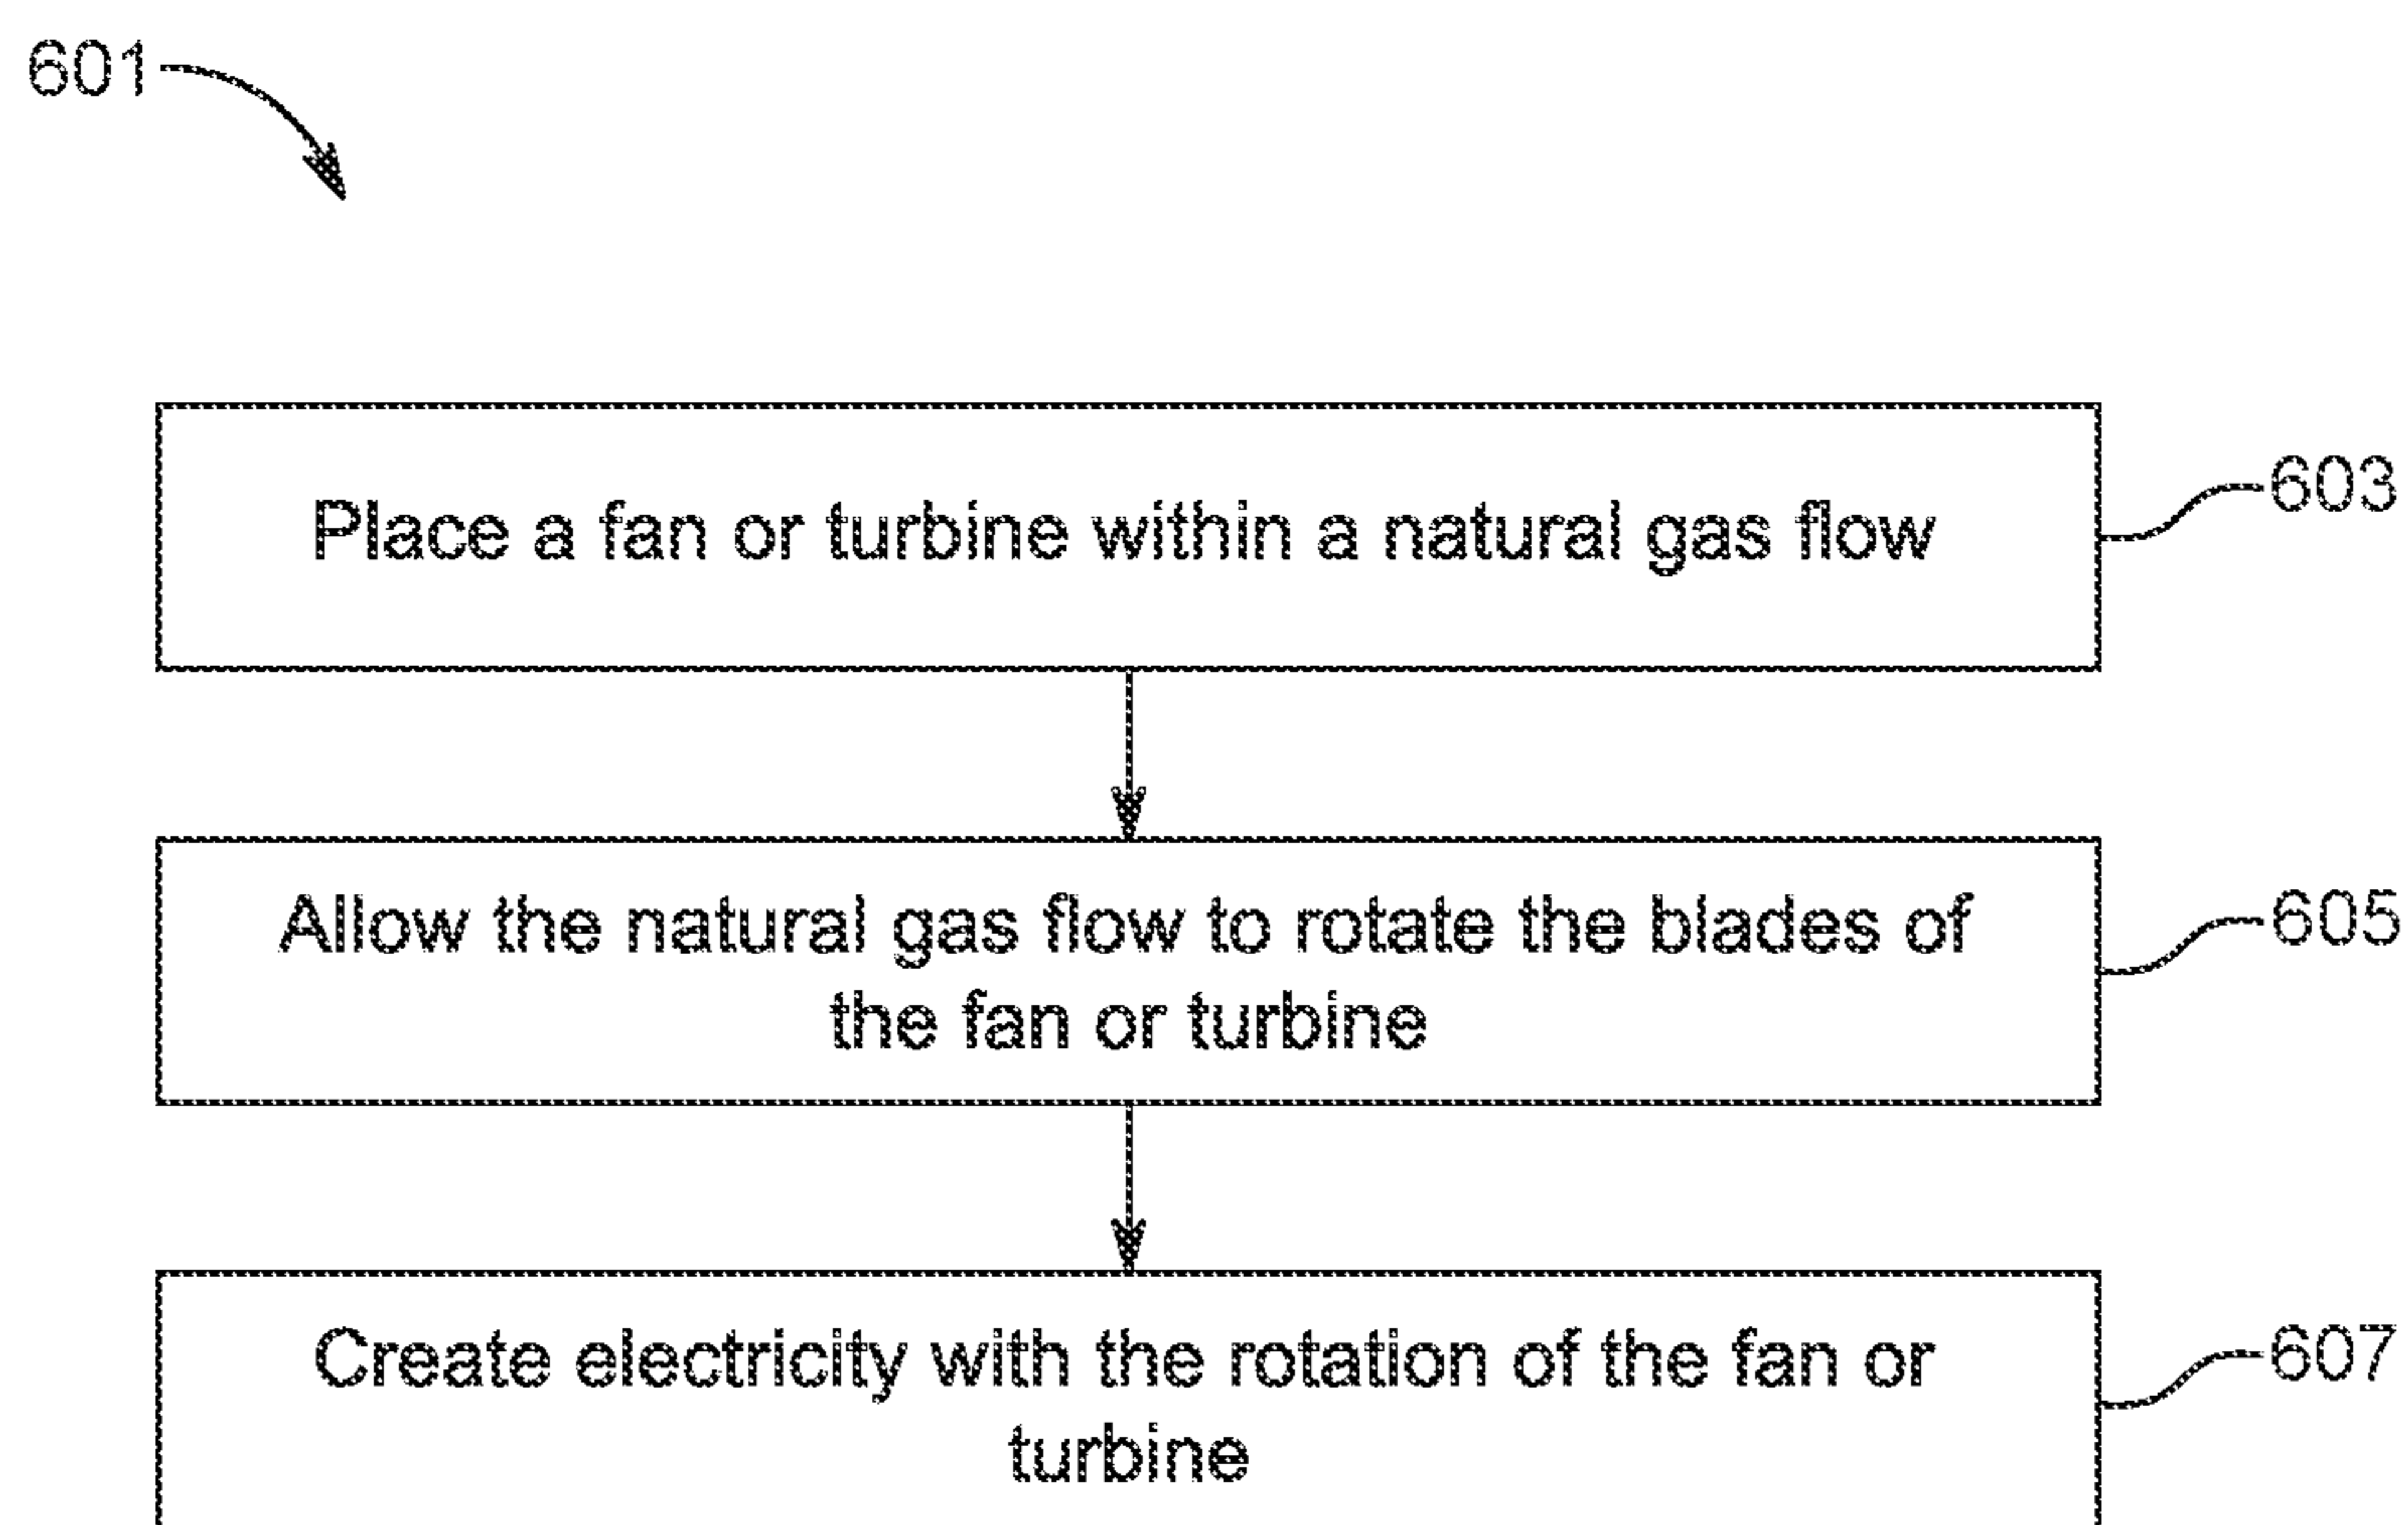 601
Place a fan or turbine within a natural gas flow
603
Allow the natural gas flow to rotate the blades of
the fan or turbine
605
Create electricity with the rotation of the fan or
turbine
607